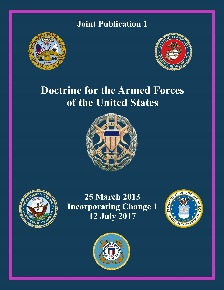 Joint Publication 1
Doctrine for the Armed Forces
of the United States
25 March 2013
Incorporating Change 1
12 July 2017